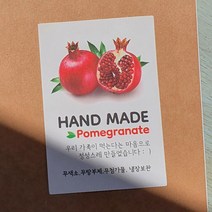 HAND MADE
Pomegranate
우리 가족이 먹는다는 마음으로
정성스레 만들었습니다 : )
무색소, 무방부제, 무첨가물, 냉장보관